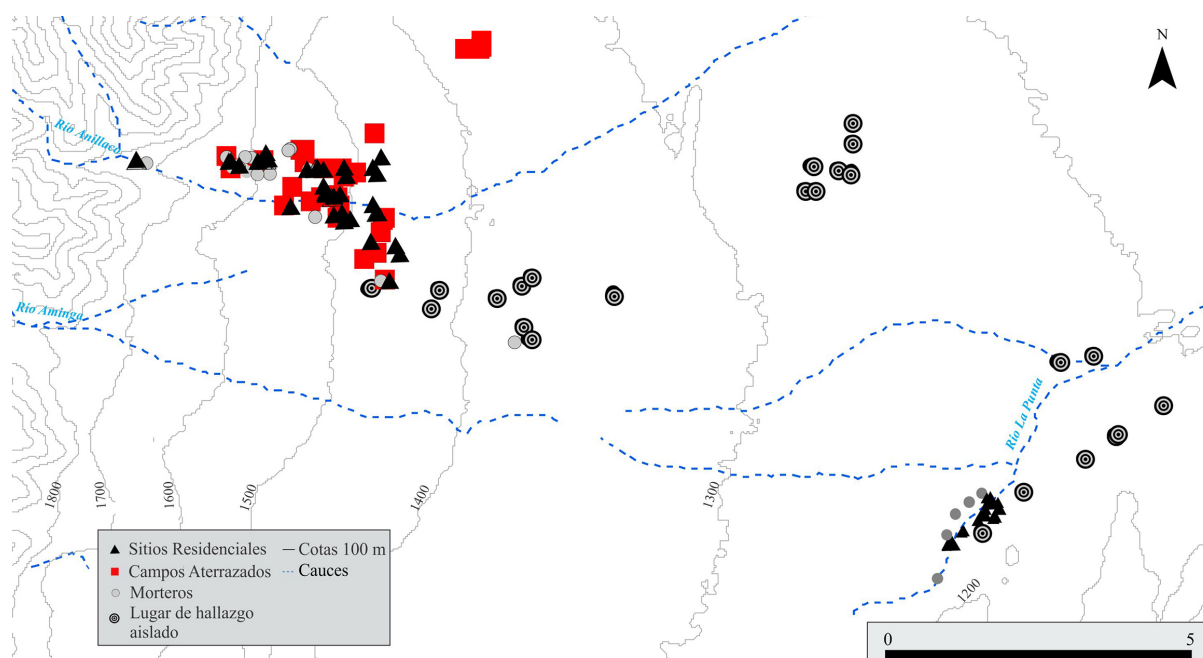 N
Río Anillaco
Río Aminga
Río La Punta
1800
1700
1600
1500
1400
1300
1200
Sitios Residenciales
Campos Aterrazados
Morteros
Lugar de hallazgo
aislado
Cotas 100 m
Cauces
0 5